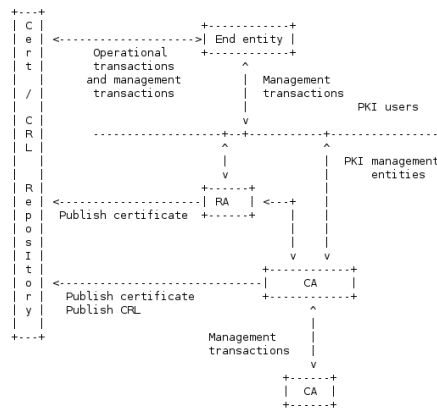 Cert / CRL Repository
End entity
Operational
transactions
and management
transactions
Management
transactions
PKI users
PKI management
entities
RA
Publish certificate
CA
Publish certificate
Publish CRL
Management
transactions
CA